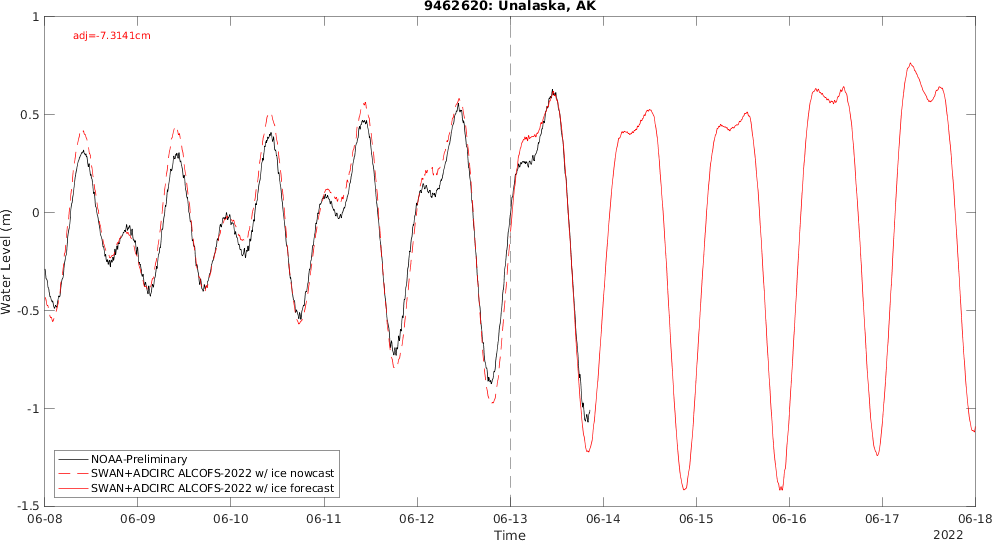 9462620: Unalaska, AK
adj=-7.3141cm
1
0.5
0
-0.5
-1
-1.5
Water Level (m)
NOAA-Preliminary
SWAN+ADCIRC ALCOFS-2022 w/ ice nowcast
SWAN+ADCIRC ALCOFS-2022 w/ ice forecast
06-08 06-09 06-10 06-11 06-12 06-13 06-14 06-15 06-16 06-17 06-18
Time
2022